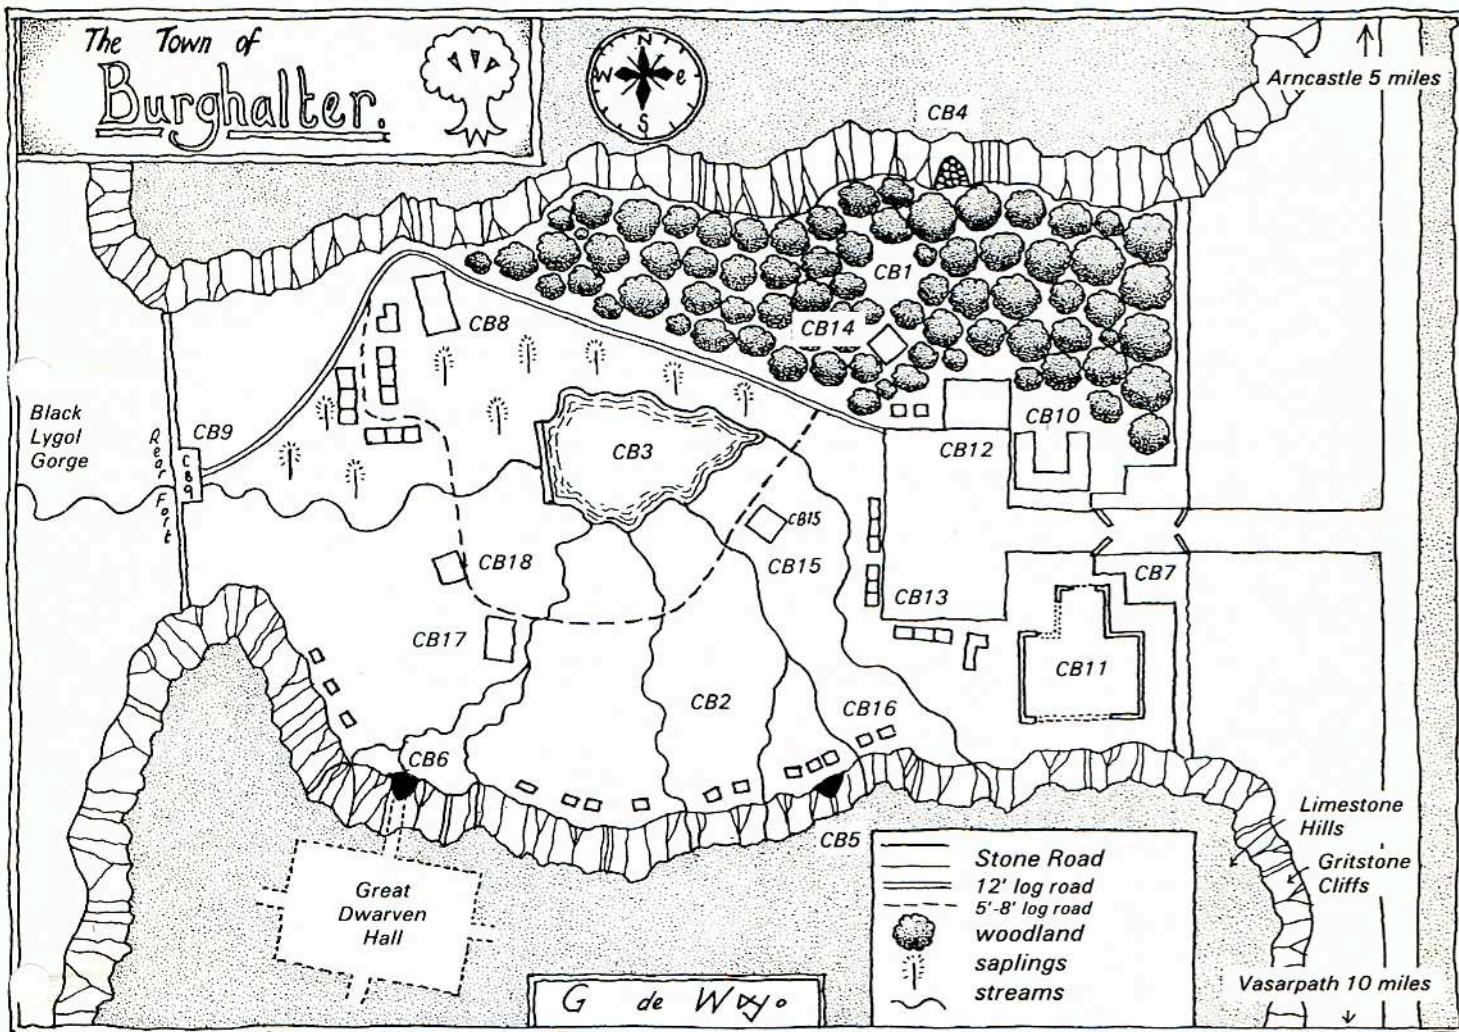 The Town of
Burghalter.
N
W e
S
Arncastle 5 miles
CB4
CB1
CB14
CB8
Black
Lygol
Gorge
CB9
Rear Fort
CB9
CB3
CB12
CB10
CB15
CB15
CB18
CB7
CB13
CB17
CB11
CB2
CB16
CB6
CB5
Limestone
Hills
Gritstone
Cliffs
Great
Dwarven
Hall
Stone Road
12' log road
5'-8' log road
woodland
saplings
streams
G de W
Vasarpath 10 miles